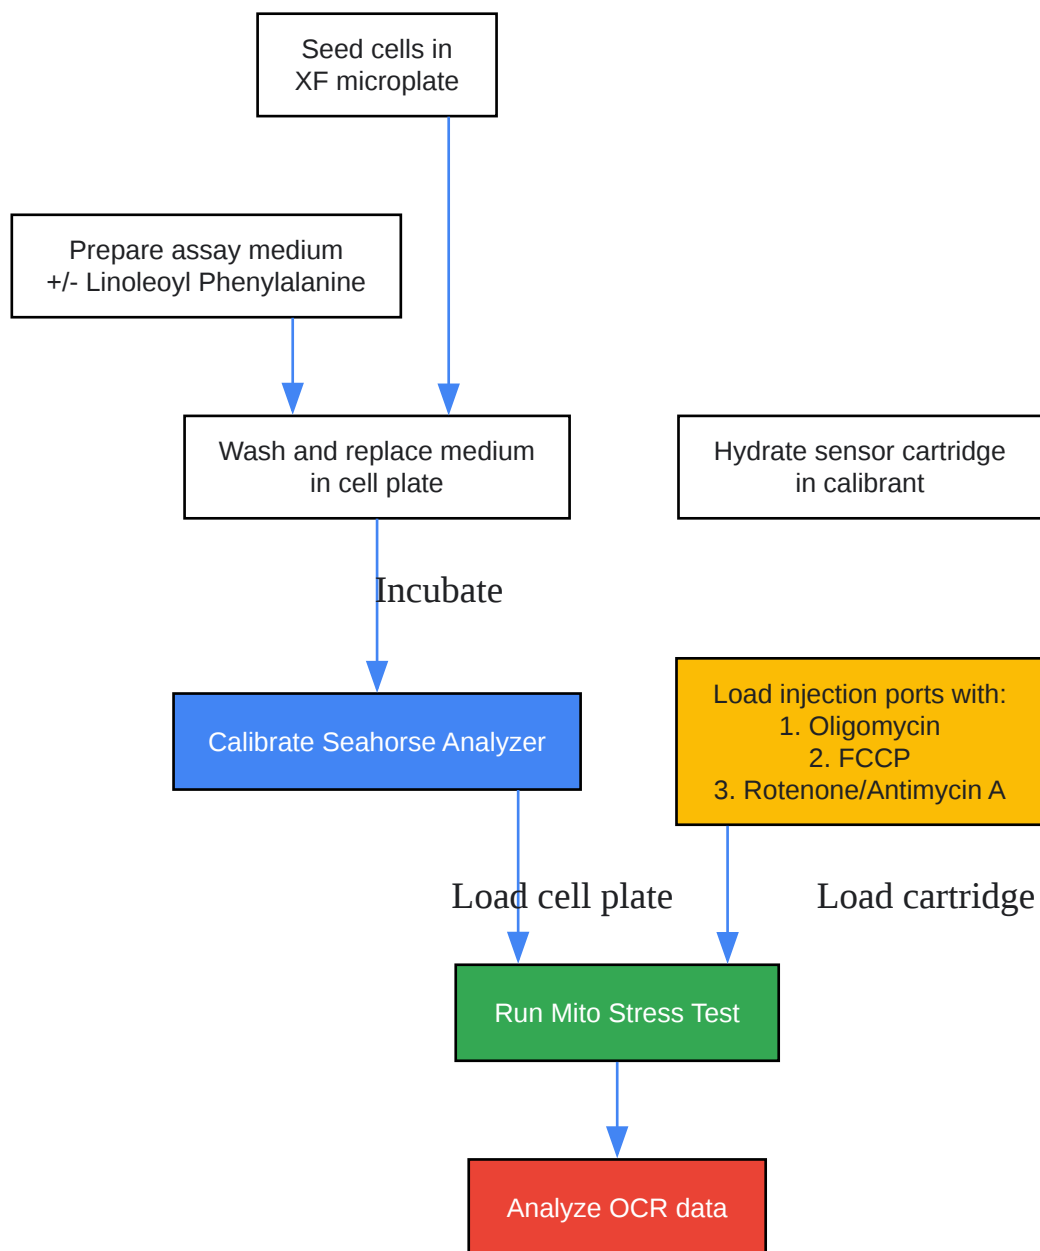 Seed cells in
XF microplate
Prepare assay medium
+/- Linoleoyl Phenylalanine
Wash and replace medium
in cell plate
Hydrate sensor cartridge
in calibrant
Incubate
Load injection ports with:
1. Oligomycin
2. FCCP
3. Rotenone/Antimycin A
Calibrate Seahorse Analyzer
Load cell plate
Load cartridge
Run Mito Stress Test
Analyze OCR data